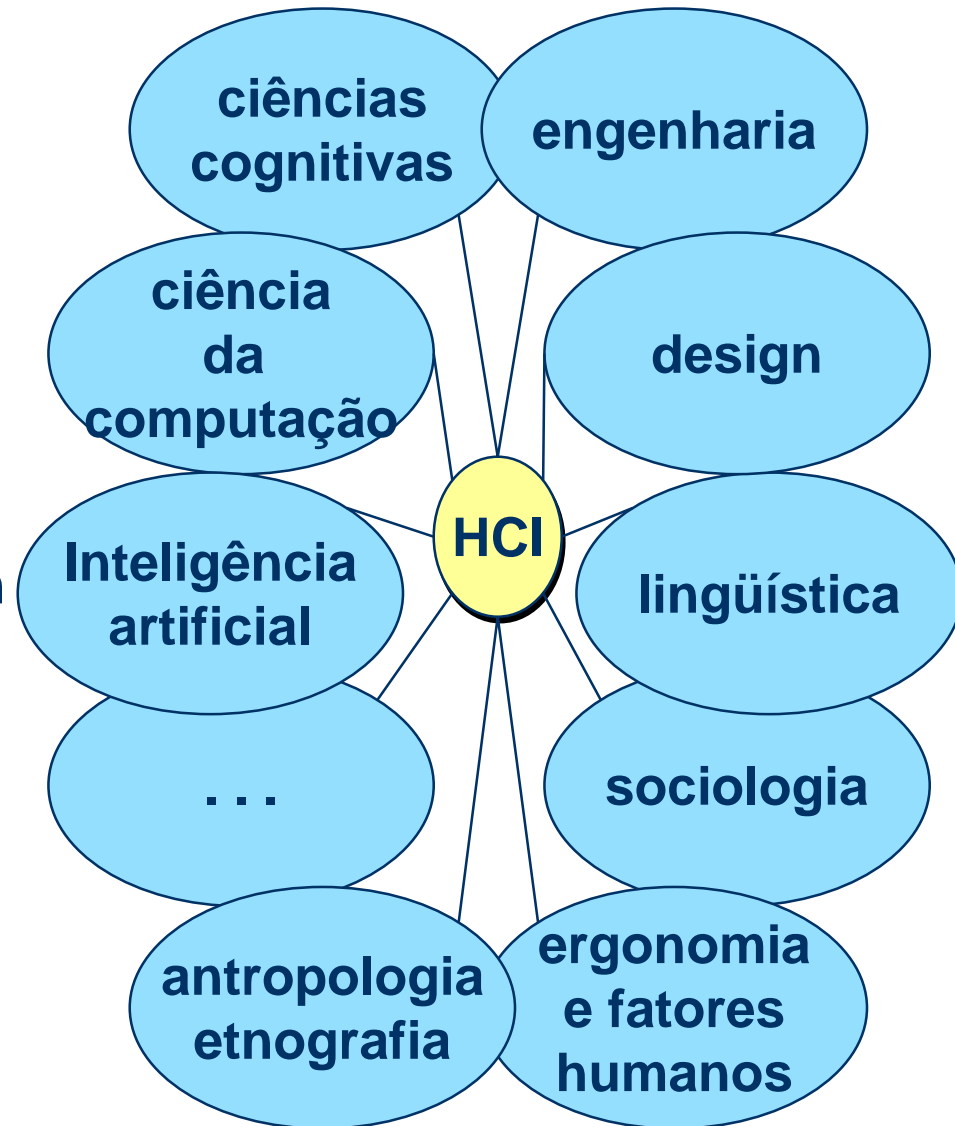 ciências
cognitivas
engenharia
ciência
da
computação
design
HCI
Inteligência
artificial
lingüística
. . .
sociologia
antropologia
etnografia
ergonomia
e fatores
humanos